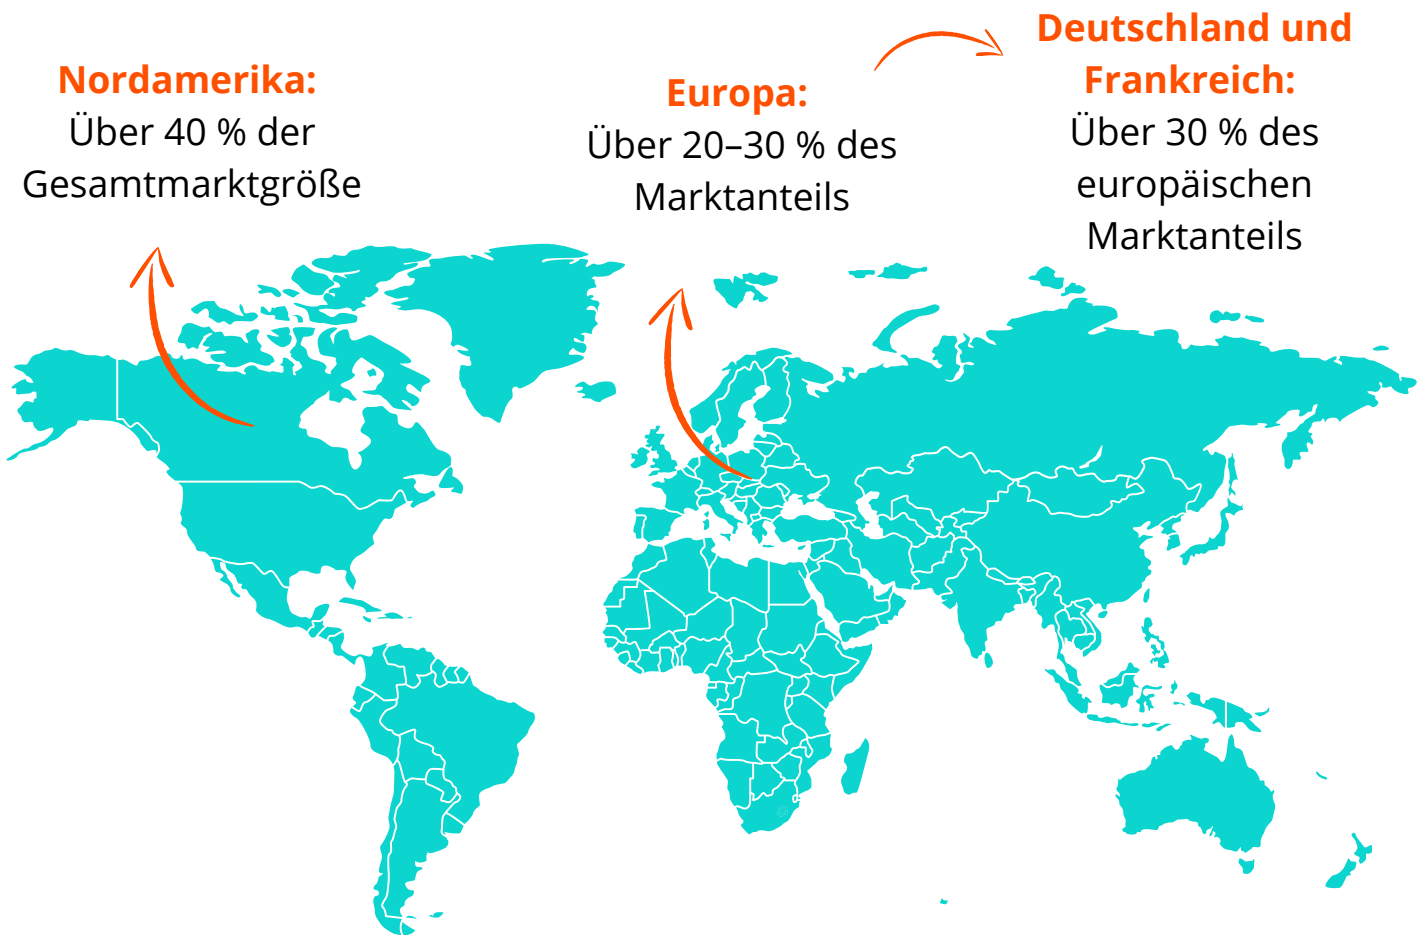 Nordamerika:
Über 40 % der
Gesamtmarktgröße
Europa:
Über 20–30 % des
Marktanteils
Deutschland und
Frankreich:
Über 30 % des
europäischen
Marktanteils